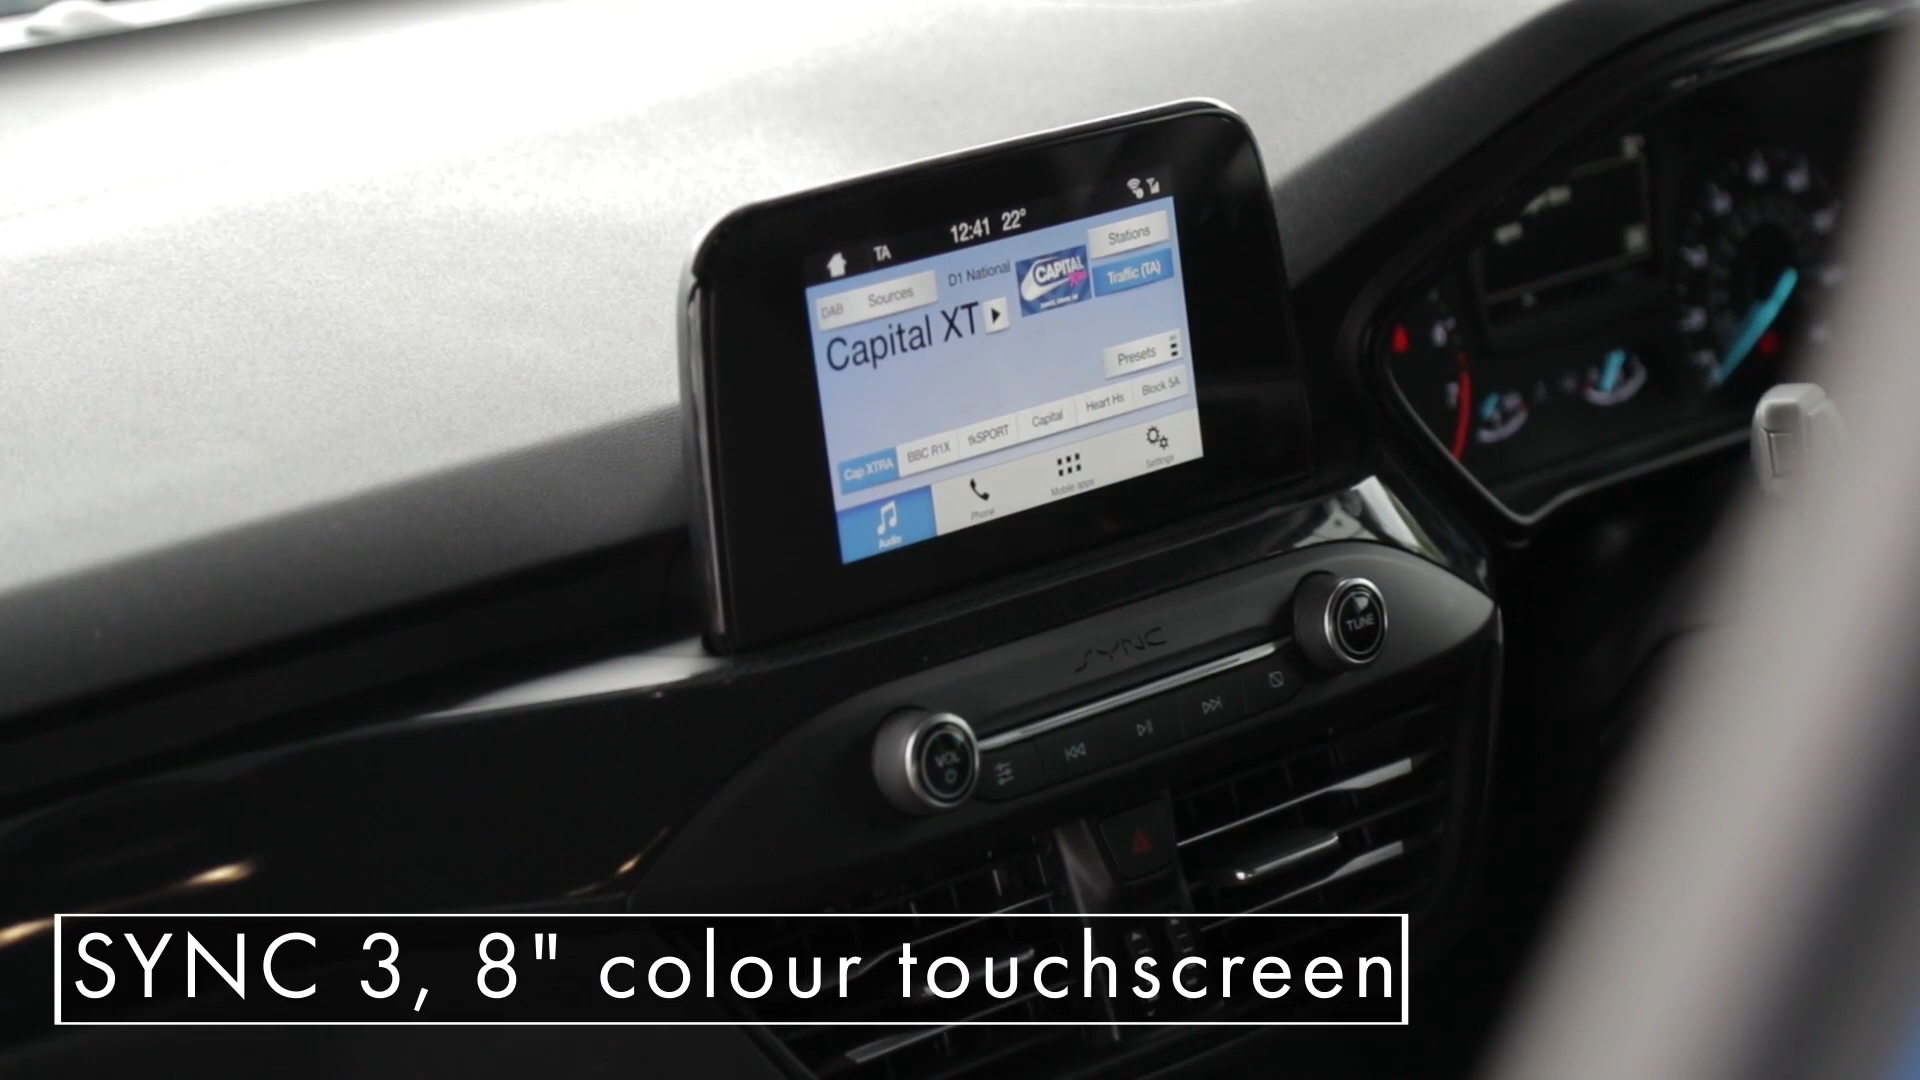 12:41 22°
TA
DAB Sources
D1 National
CAPITAL
Stations
Traffic (TA)
Capital XT
Presets
Cap XTRA BBC R1X tkSPORT Capital Heart Hs Block 5A
Audio Phone Mobile apps Settings
SYNC
VOL TUNE
SYNC 3, 8" colour touchscreen